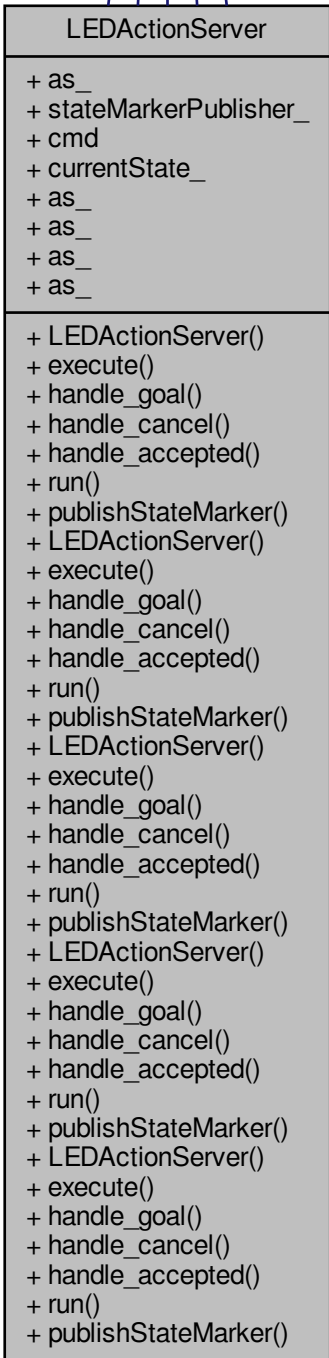 LEDActionServer
+ as_
+ stateMarkerPublisher_
+ cmd
+ currentState_
+ as_
+ as_
+ as_
+ as_
+ LEDActionServer()
+ execute()
+ handle_goal()
+ handle_cancel()
+ handle_accepted()
+ run()
+ publishStateMarker()
+ LEDActionServer()
+ execute()
+ handle_goal()
+ handle_cancel()
+ handle_accepted()
+ run()
+ publishStateMarker()
+ LEDActionServer()
+ execute()
+ handle_goal()
+ handle_cancel()
+ handle_accepted()
+ run()
+ publishStateMarker()
+ LEDActionServer()
+ execute()
+ handle_goal()
+ handle_cancel()
+ handle_accepted()
+ run()
+ publishStateMarker()
+ LEDActionServer()
+ execute()
+ handle_goal()
+ handle_cancel()
+ handle_accepted()
+ run()
+ publishStateMarker()